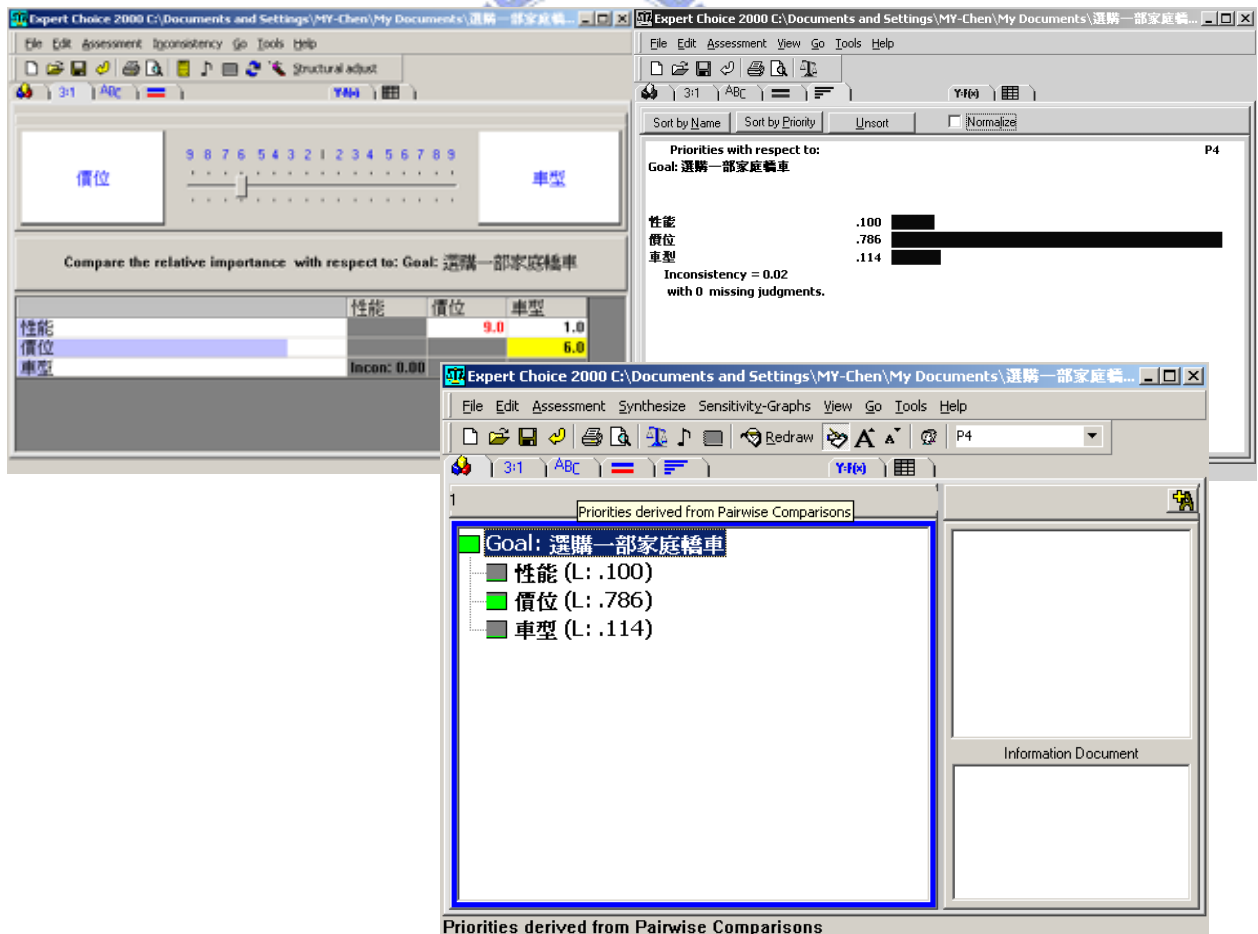 Expert Choice 2000 C:\Documents and Settings\MY-Chen\My Documents\選購一部家庭轎...
File Edit Assessment Inconsistency Go Tools Help
Structural adjust
3:1 ABC Y=F(x)
9 8 7 6 5 4 3 2 1 2 3 4 5 6 7 8 9
價位 車型
Compare the relative importance with respect to: Goal: 選購一部家庭轎車
性能 價位 車型
性能 9.0 1.0
價位 6.0
車型 Incon: 0.00
Expert Choice 2000 C:\Documents and Settings\MY-Chen\My Documents\選購一部家庭轎...
File Edit Assessment View Go Tools Help
3:1 ABC Y=F(x)
Sort by Name Sort by Priority Unsort Normalize
Priorities with respect to: P4
Goal: 選購一部家庭轎車
性能 .100
價位 .786
車型 .114
Inconsistency = 0.02
with 0 missing judgments.
Expert Choice 2000 C:\Documents and Settings\MY-Chen\My Documents\選購一部家庭轎...
File Edit Assessment Synthesize Sensitivity-Graphs View Go Tools Help
Redraw A A P4
3:1 ABC Y=F(x)
1 1
Priorities derived from Pairwise Comparisons
Goal: 選購一部家庭轎車
性能 (L: .100)
價位 (L: .786)
車型 (L: .114)
Information Document
Priorities derived from Pairwise Comparisons